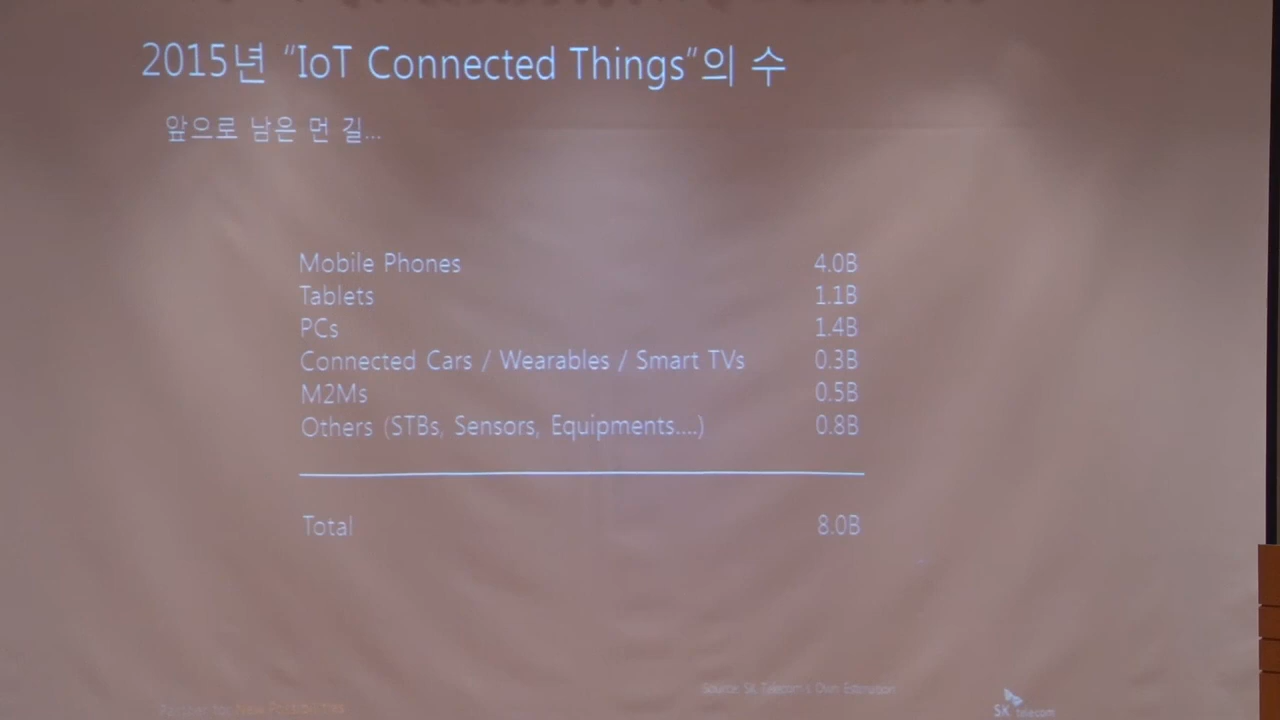 2015년 “IoT Connected Things”의 수
앞으로 남은 먼 길...
Mobile Phones 4.0B
Tablets 1.1B
PCs 1.4B
Connected Cars / Wearables / Smart TVs 0.3B
M2Ms 0.5B
Others (STBs, Sensors, Equipments....) 0.8B
Total 8.0B
Source: SK Telecom's Own Estimation
SK telecom